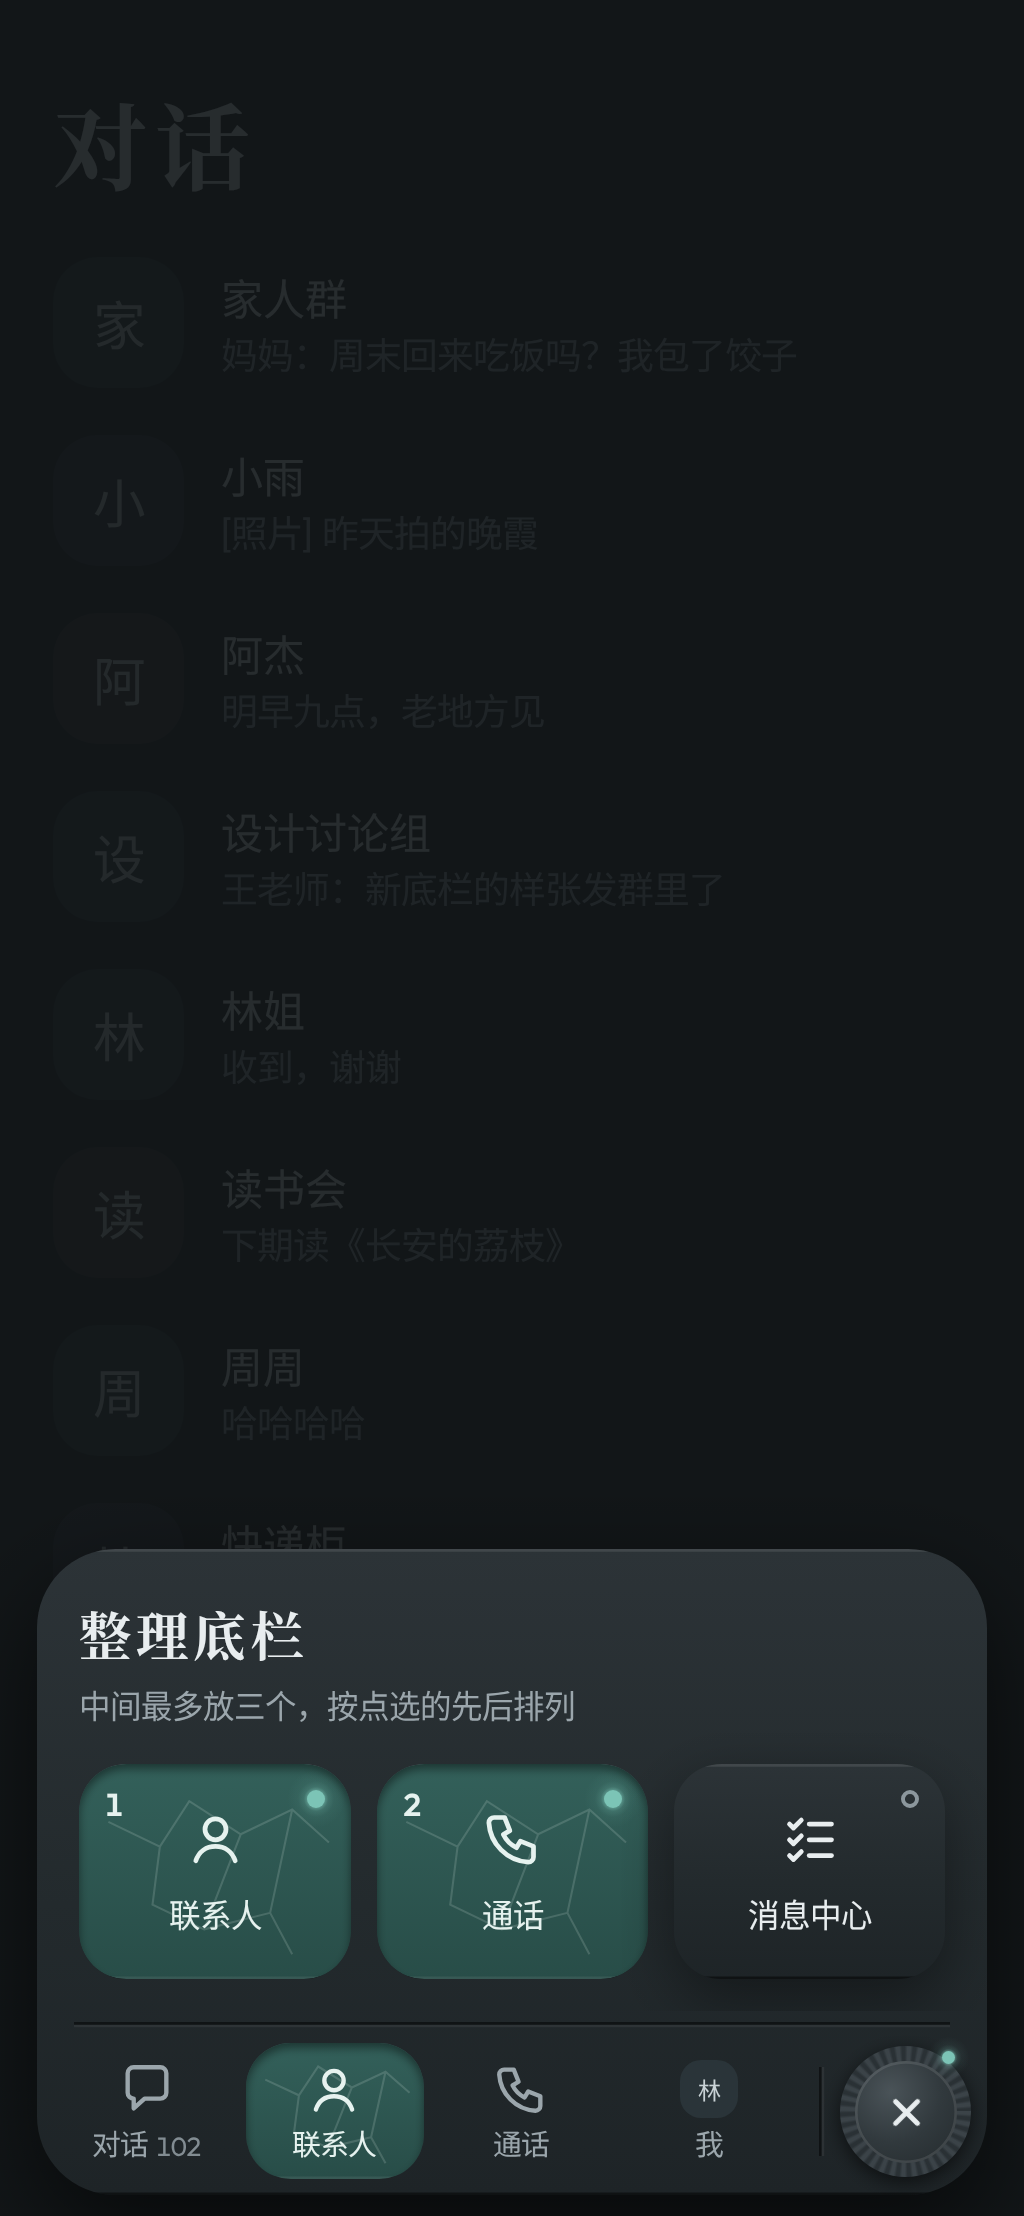 对话
家
家人群
妈妈：周末回来吃饭吗？我包了饺子
小
小雨
[照片] 昨天拍的晚霞
阿
阿杰
明早九点，老地方见
设
设计讨论组
王老师：新底栏的样张发群里了
林
林姐
收到，谢谢
读
读书会
下期读《长安的荔枝》
周
周周
哈哈哈哈
快递柜
整理底栏
中间最多放三个，按点选的先后排列
1
联系人
2
通话
消息中心
对话 102
联系人
通话
林
我